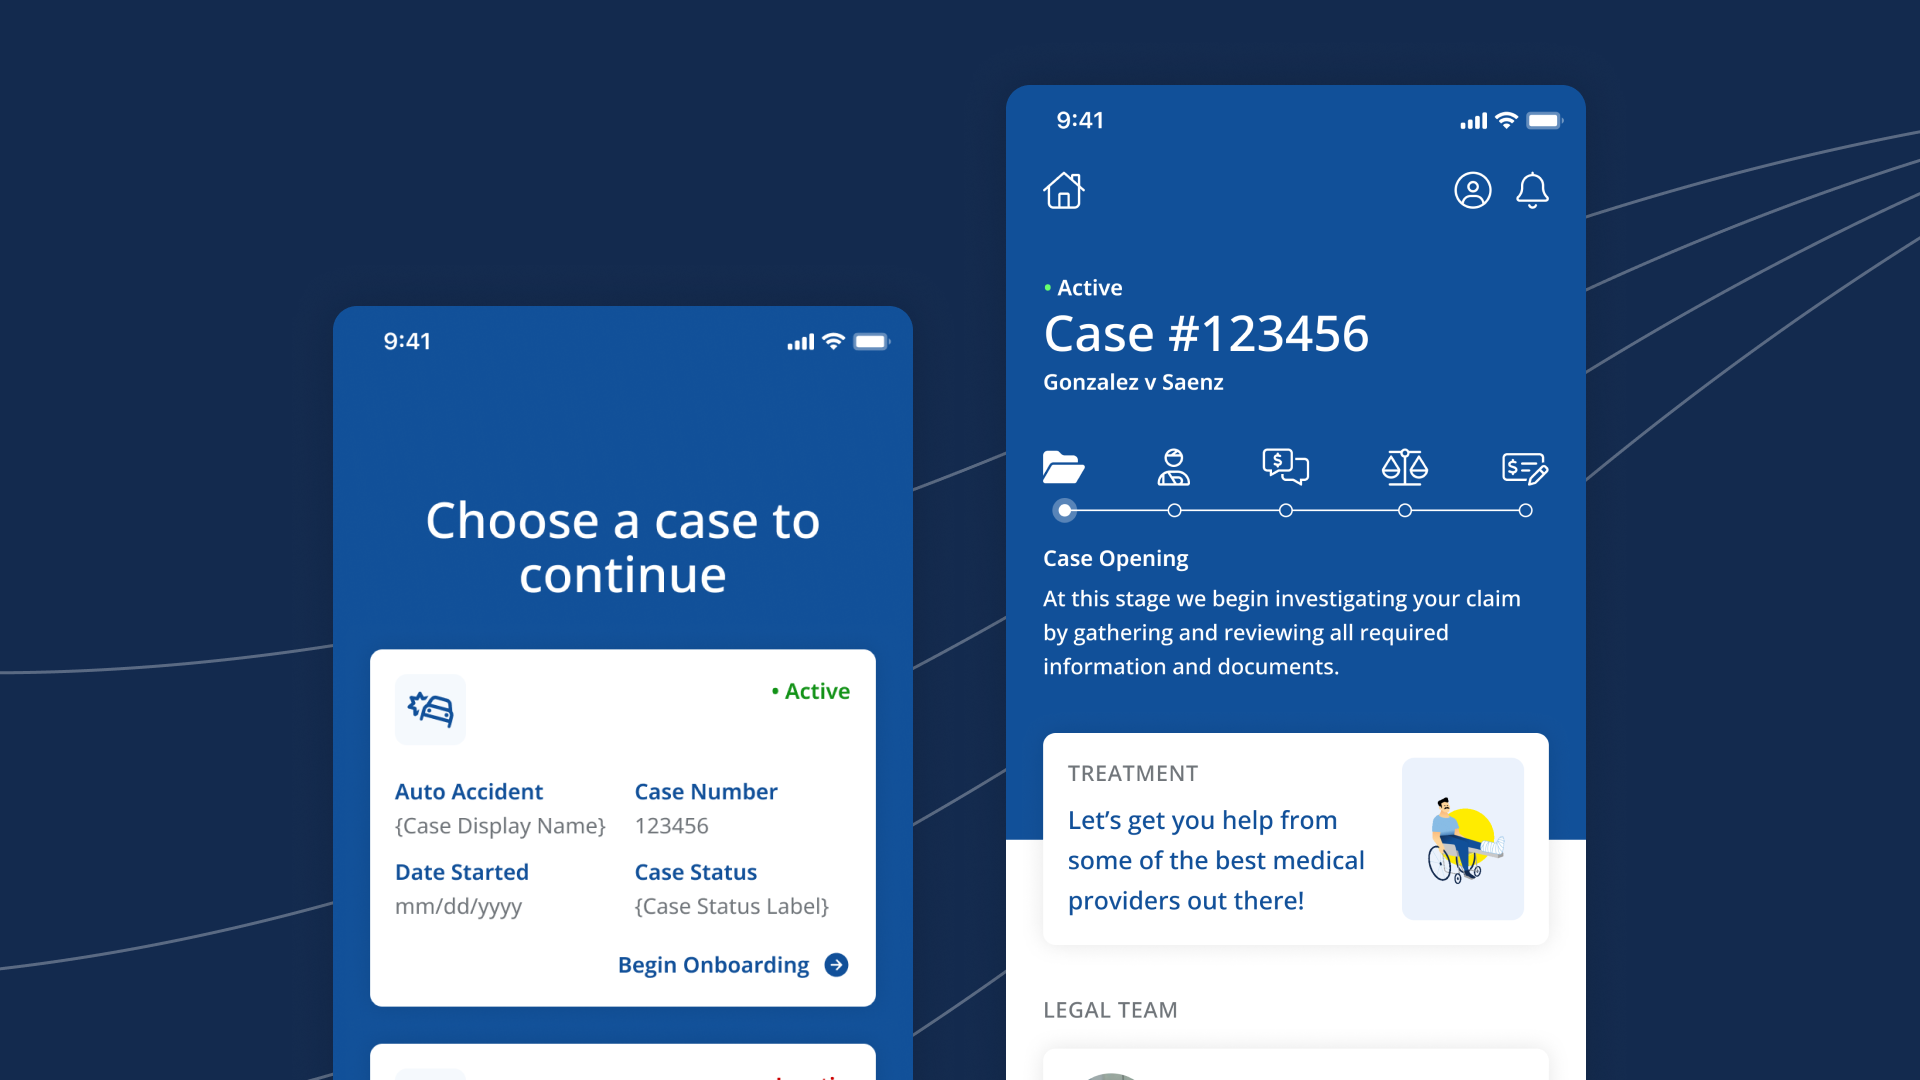 9:41
Choose a case to
continue
• Active
Auto Accident
{Case Display Name}
Case Number
123456
Date Started
mm/dd/yyyy
Case Status
{Case Status Label}
Begin Onboarding
9:41
• Active
Case #123456
Gonzalez v Saenz
$
$
Case Opening
At this stage we begin investigating your claim
by gathering and reviewing all required
information and documents.
TREATMENT
Let’s get you help from
some of the best medical
providers out there!
LEGAL TEAM